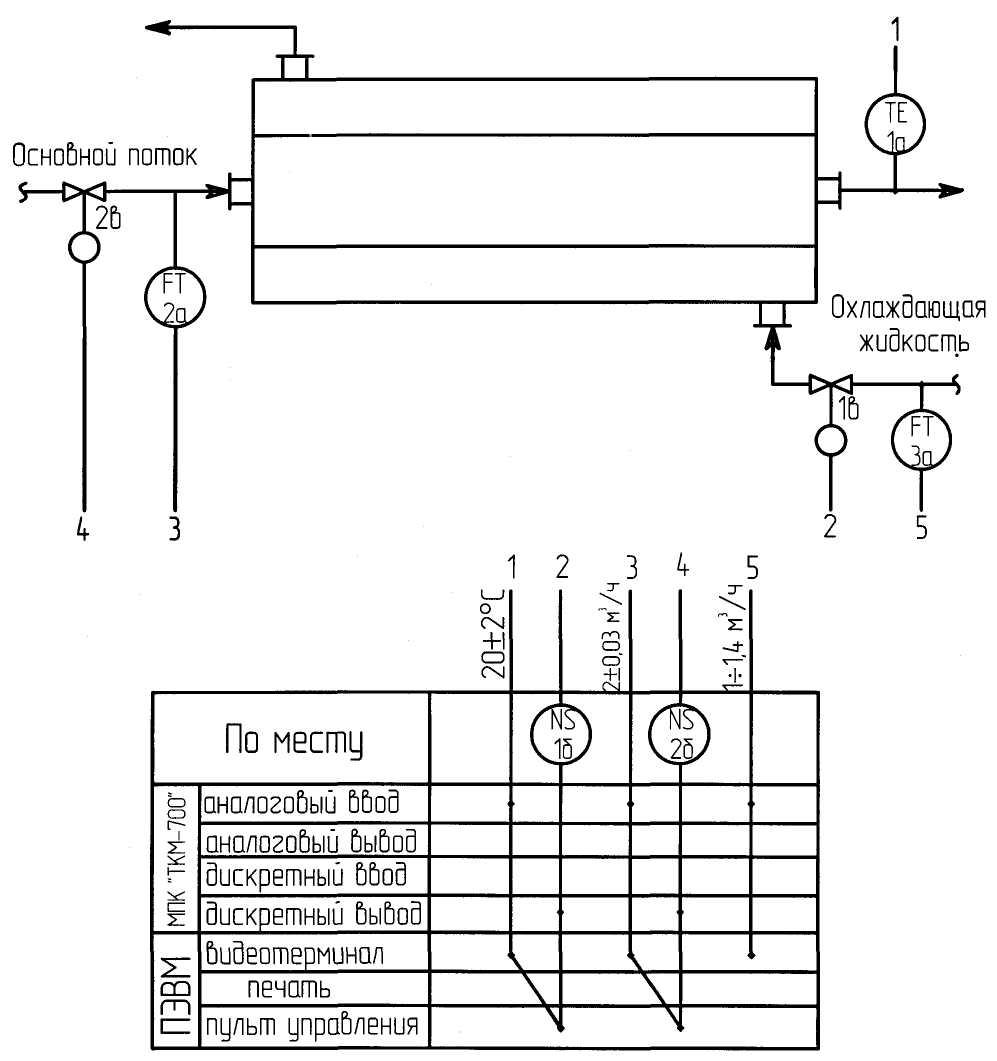 1
TE
1а
Основной поток
2в
FT
2а
Охлаждающая
жидкость
1в
FT
3а
4
3
2
5
1
2
3
4
5
20±2°C
2±0,03 м³/ч
1÷1,4 м³/ч
По месту
NS
1б
NS
2б
МПК "ТКМ-700"
аналоговый ввод
аналоговый вывод
дискретный ввод
дискретный вывод
ПЭВМ
видеотерминал
печать
пульт управления